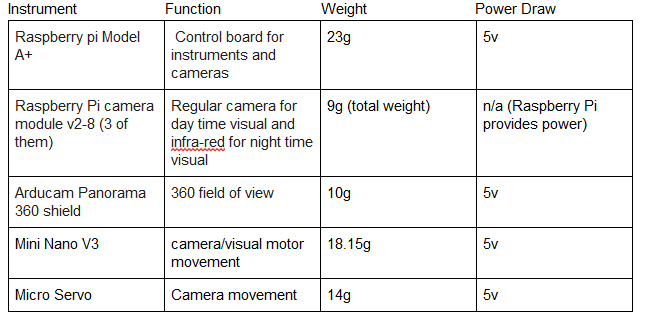 Instrument Function Weight Power Draw
Raspberry pi Model Control board for 23g 5v
A+ instruments and
cameras
Raspberry Pi camera Regular camera for 9g (total weight) n/a (Raspberry Pi
module v2-8 (3 of day time visual and provides power)
them) infra-red for night time
visual
Arducam Panorama 360 field of view 10g 5v
360 shield
Mini Nano V3 camera/visual motor 18.15g 5v
movement
Micro Servo Camera movement 14g 5v